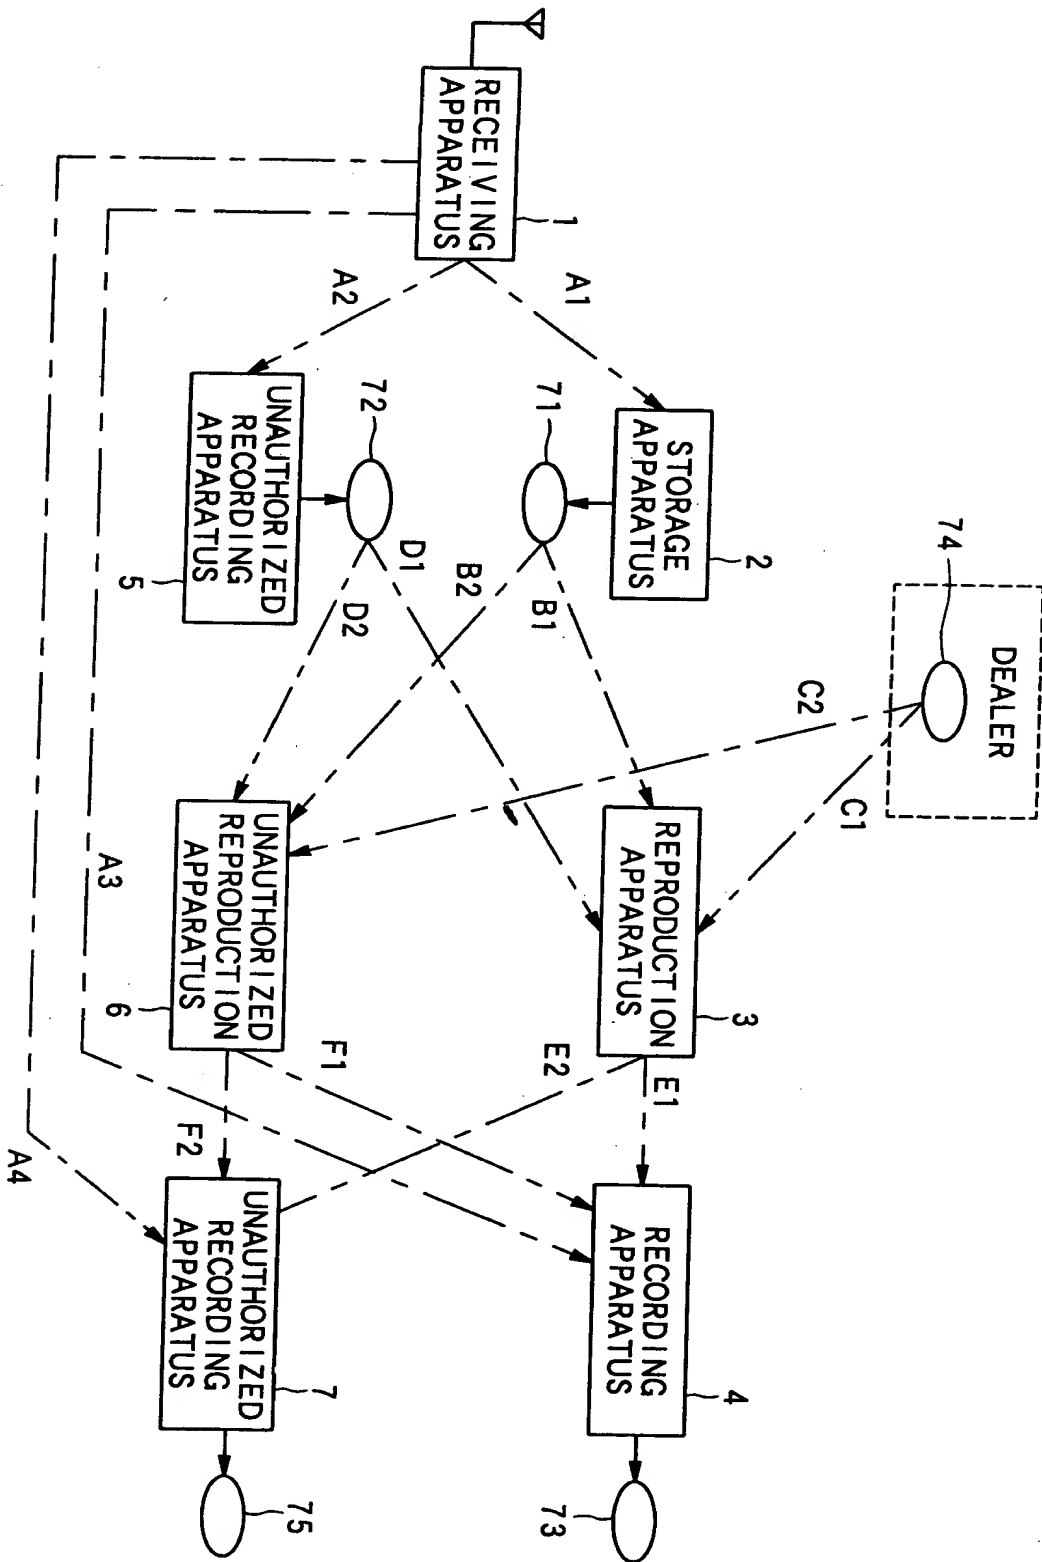 DEALER
74
C1
C2
RECEIVING
APPARATUS
1
A1
A2
STORAGE
APPARATUS
2
71
B1
B2
72
D1
D2
UNAUTHORIZED
RECORDING
APPARATUS
5
REPRODUCTION
APPARATUS
3
E1
E2
UNAUTHORIZED
REPRODUCTION
APPARATUS
6
F1
F2
A3
A4
RECORDING
APPARATUS
4
73
UNAUTHORIZED
RECORDING
APPARATUS
7
75